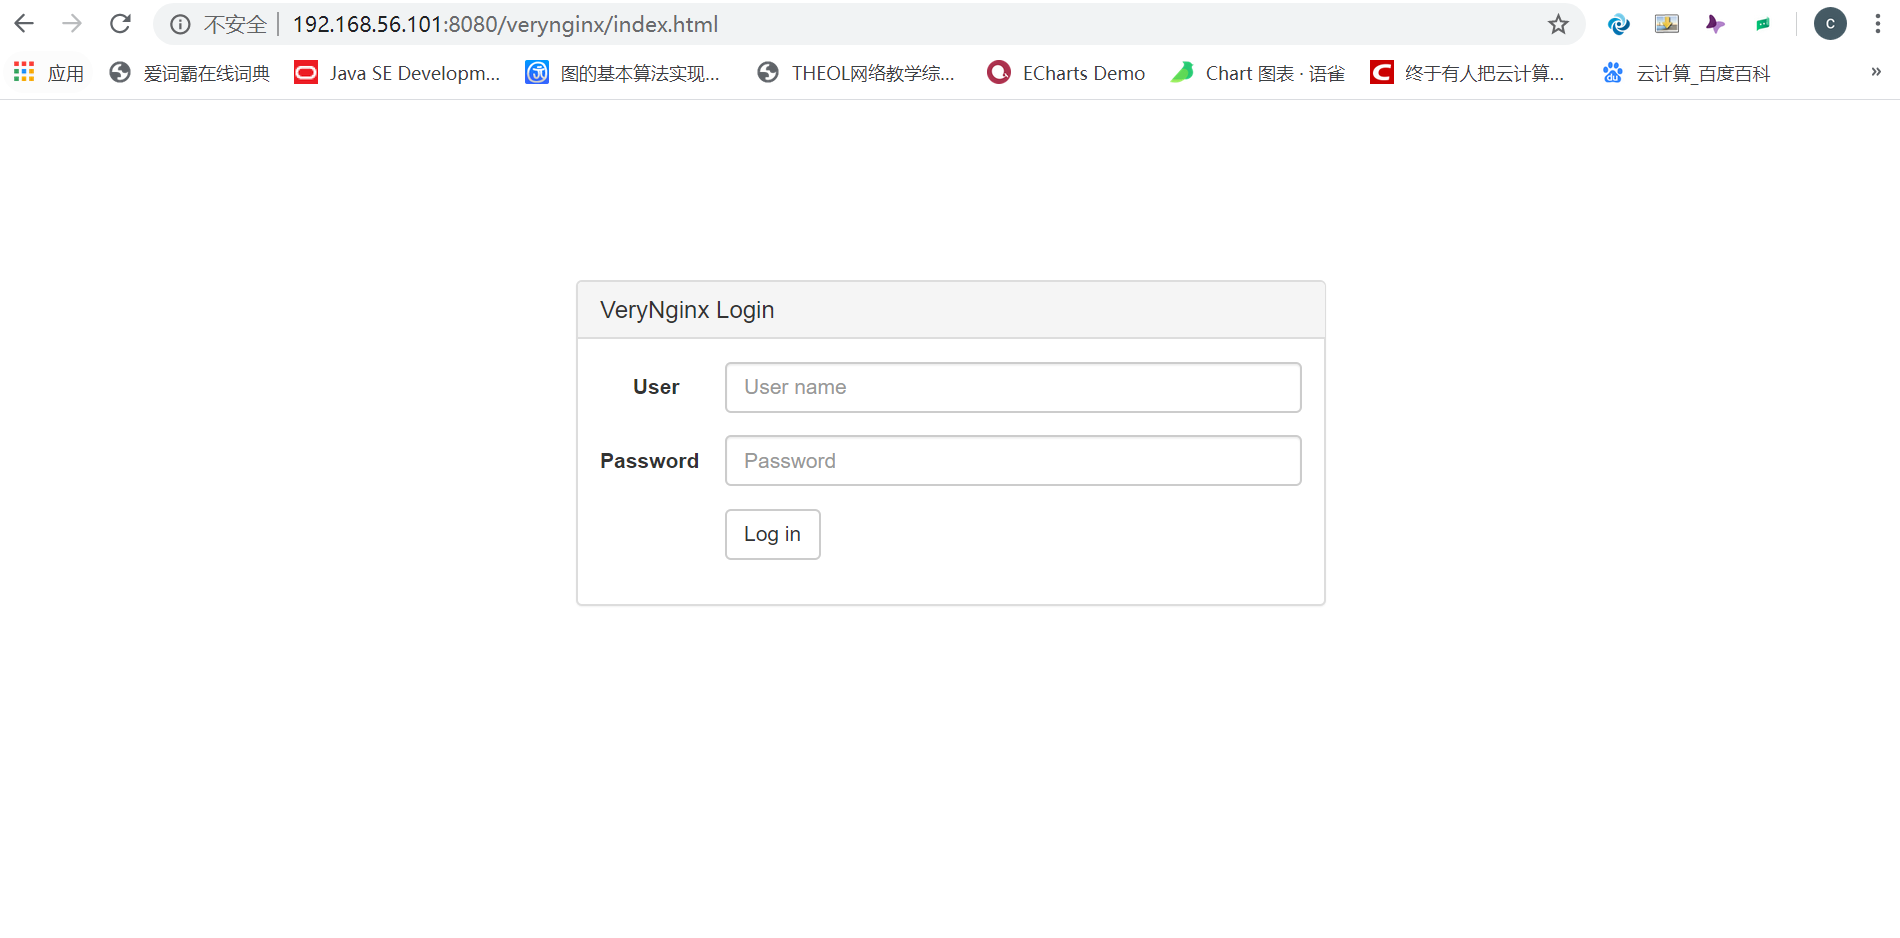 不安全 192.168.56.101:8080/verynginx/index.html C
应用 爱词霸在线词典 Java SE Developm... 图的基本算法实现... THEOL网络教学综... ECharts Demo Chart 图表 · 语雀 终于有人把云计算... 云计算_百度百科 »
VeryNginx Login
User User name
Password Password
Log in